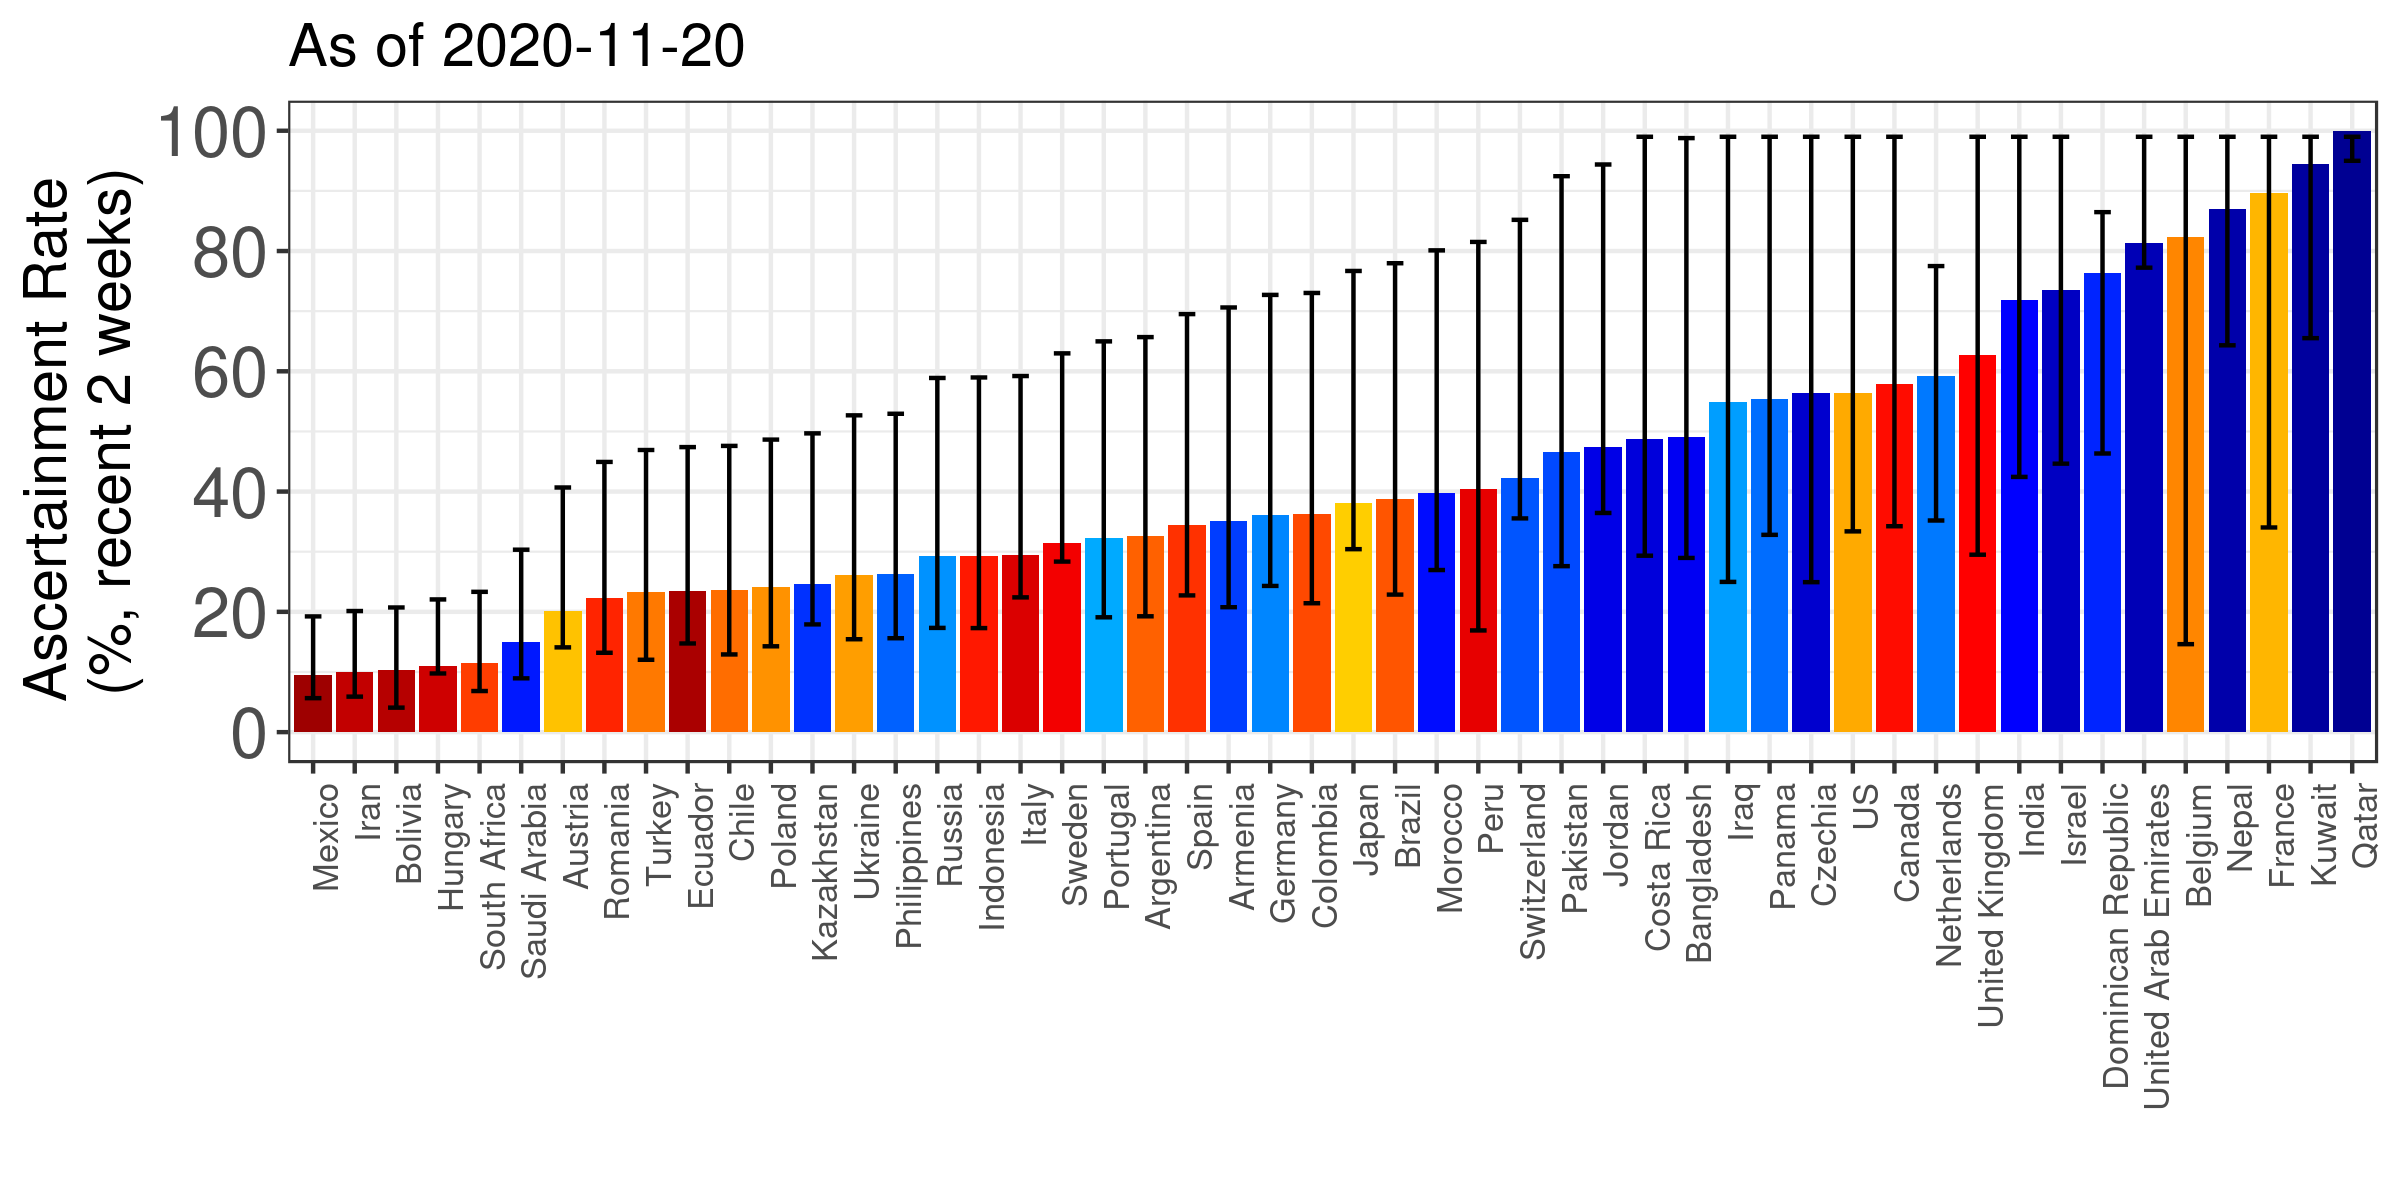 As of 2020-11-20
Ascertainment Rate
(%, recent 2 weeks)
100
80
60
40
20
0
Mexico
Iran
Bolivia
Hungary
South Africa
Saudi Arabia
Austria
Romania
Turkey
Ecuador
Chile
Poland
Kazakhstan
Ukraine
Philippines
Russia
Indonesia
Italy
Sweden
Portugal
Argentina
Spain
Armenia
Germany
Colombia
Japan
Brazil
Morocco
Peru
Switzerland
Pakistan
Jordan
Costa Rica
Bangladesh
Iraq
Panama
Czechia
US
Canada
Netherlands
United Kingdom
India
Israel
Dominican Republic
United Arab Emirates
Belgium
Nepal
France
Kuwait
Qatar